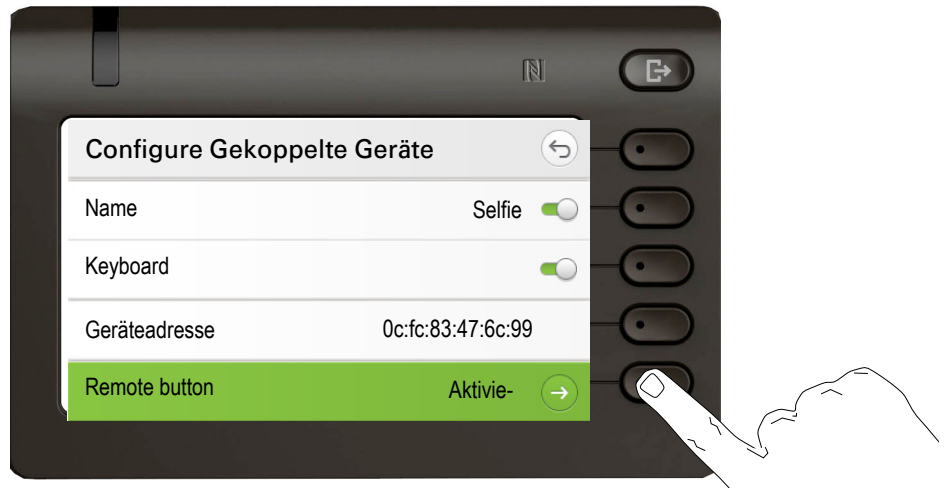 Configure Gekoppelte Geräte
Name Selfie
Keyboard
Geräteadresse 0c:fc:83:47:6c:99
Remote button Aktivie-